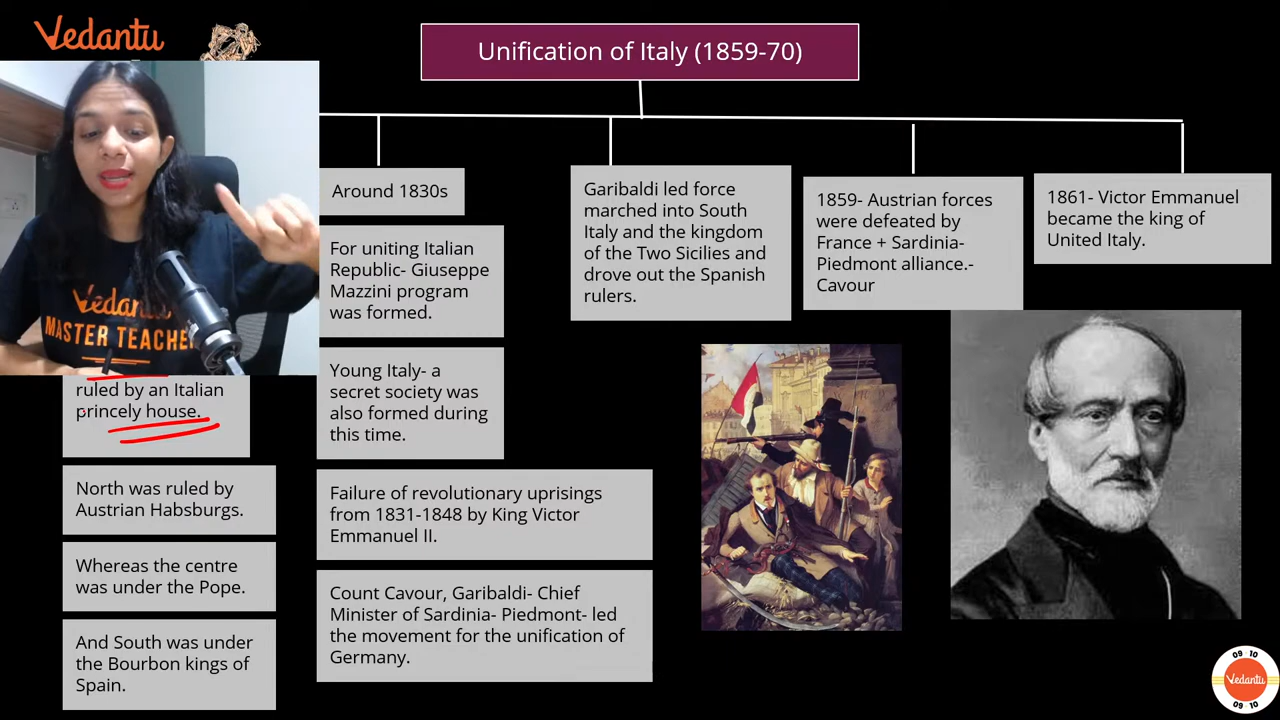 Vedantu
Unification of Italy (1859-70)
Vedantu
MASTER TEACHER
ruled by an Italian
princely house.
North was ruled by
Austrian Habsburgs.
Whereas the centre
was under the Pope.
And South was under
the Bourbon kings of
Spain.
Around 1830s
For uniting Italian
Republic- Giuseppe
Mazzini program
was formed.
Young Italy- a
secret society was
also formed during
this time.
Failure of revolutionary uprisings
from 1831-1848 by King Victor
Emmanuel II.
Count Cavour, Garibaldi- Chief
Minister of Sardinia- Piedmont- led
the movement for the unification of
Germany.
Garibaldi led force
marched into South
Italy and the kingdom
of the Two Sicilies and
drove out the Spanish
rulers.
1859- Austrian forces
were defeated by
France + Sardinia-
Piedmont alliance.-
Cavour
1861- Victor Emmanuel
became the king of
United Italy.
09 10
Vedantu
09 10